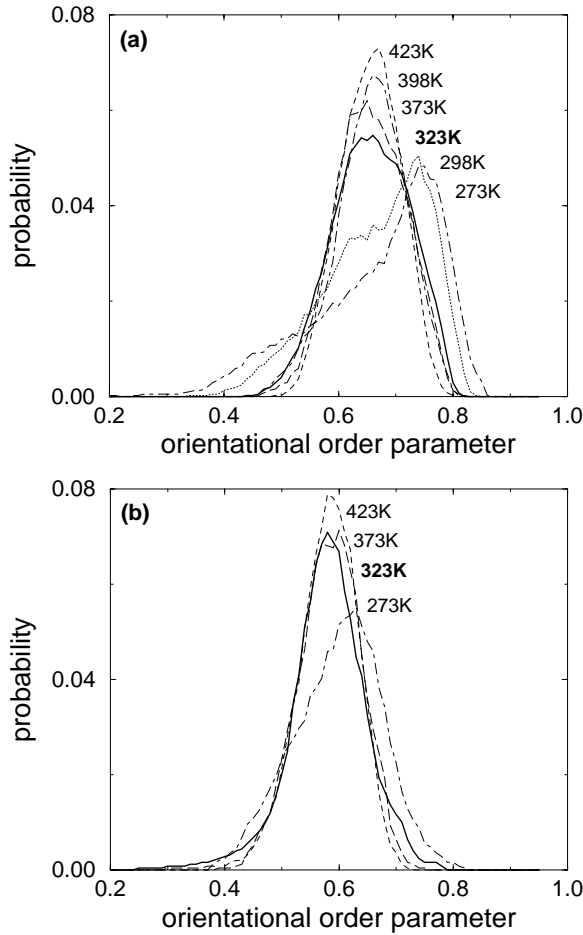 (a)
423K
398K
373K
323K
298K
273K
0.08
0.04
0.00
probability
0.2 0.4 0.6 0.8 1.0
orientational order parameter
(b)
423K
373K
323K
273K
0.08
0.04
0.00
probability
0.2 0.4 0.6 0.8 1.0
orientational order parameter